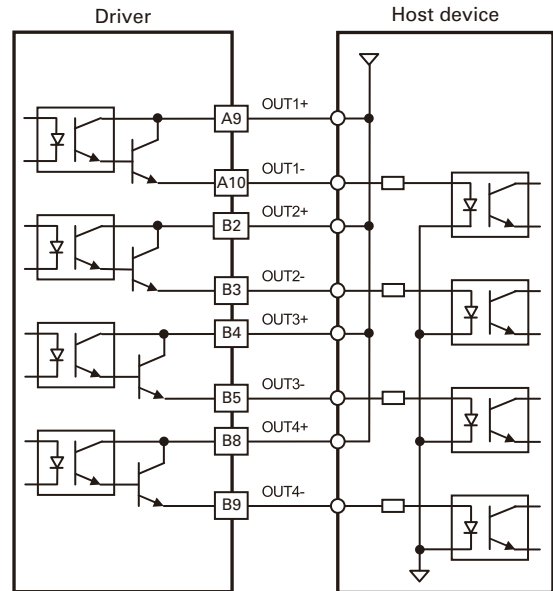 Driver
Host device
A9
OUT1+
A10
OUT1-
B2
OUT2+
B3
OUT2-
B4
OUT3+
B5
OUT3-
B8
OUT4+
B9
OUT4-